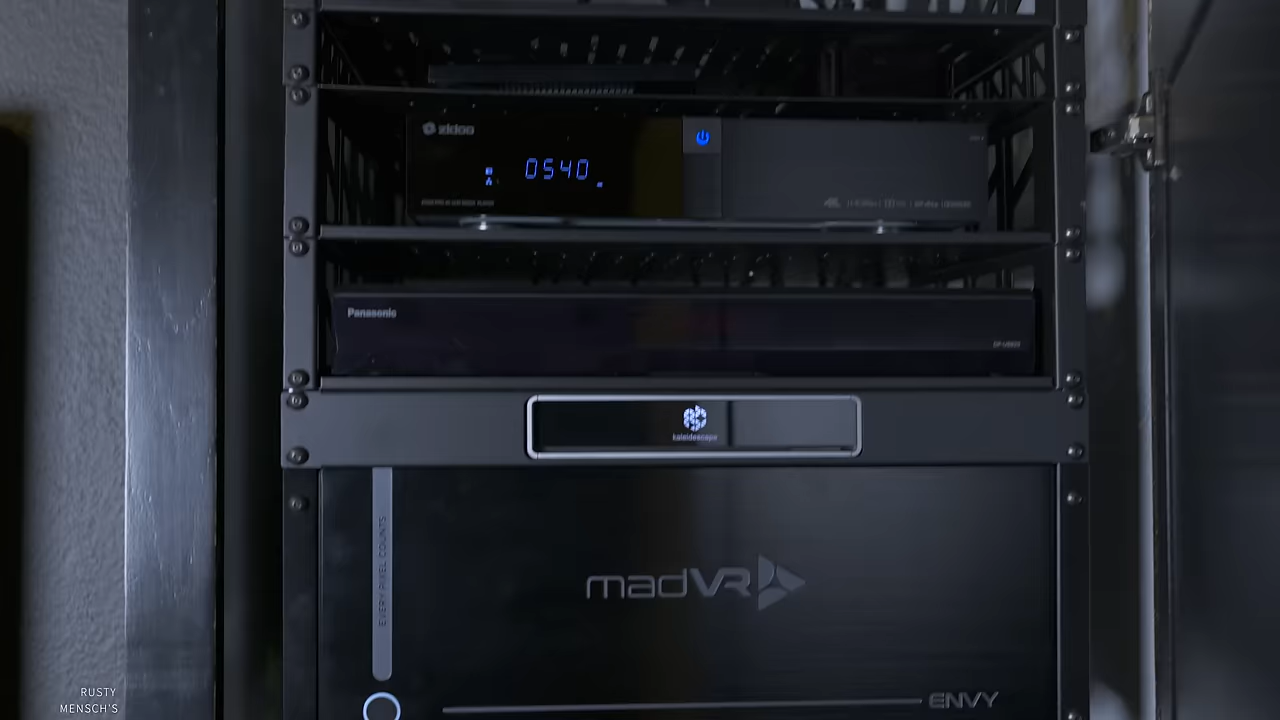 zidoo
0540
Panasonic
kaleidescape
EVERY PIXEL COUNTS
madVR
ENVY
RUSTY
MENSCH'S